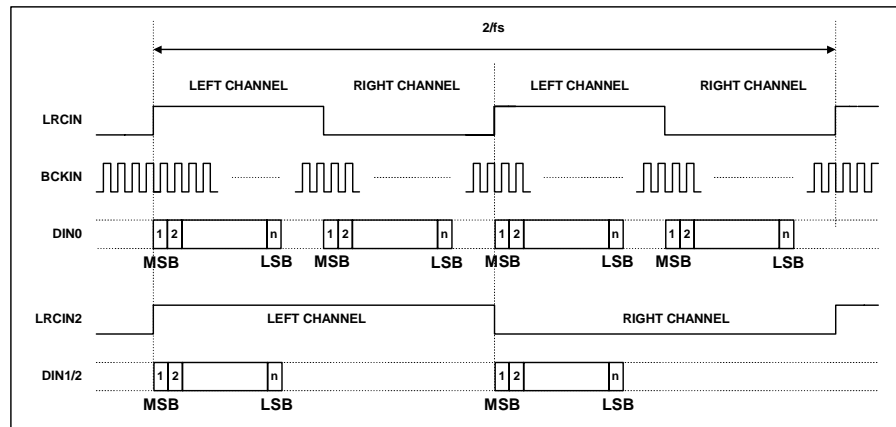 2/fs
LEFT CHANNEL RIGHT CHANNEL LEFT CHANNEL RIGHT CHANNEL
LRCIN
BCKIN
DIN0 1 2 n 1 2 n 1 2 n 1 2 n
MSB LSB MSB LSB MSB LSB MSB LSB
LRCIN2 LEFT CHANNEL RIGHT CHANNEL
DIN1/2 1 2 n 1 2 n
MSB LSB MSB LSB